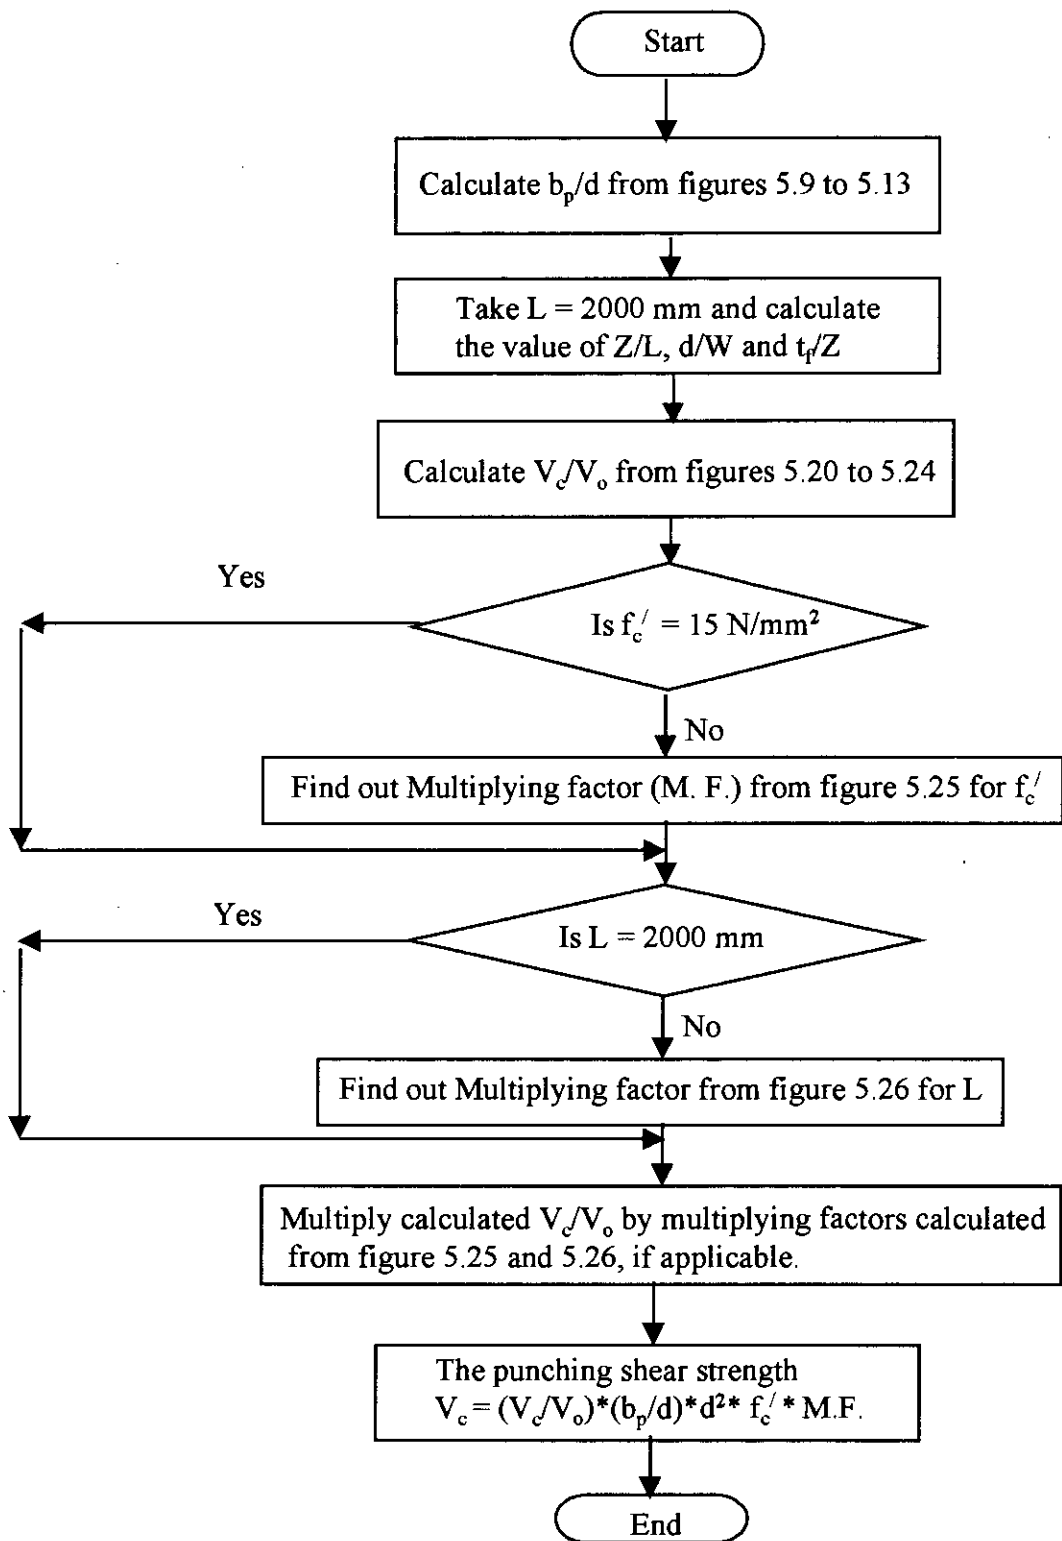 Start
Calculate b_p/d from figures 5.9 to 5.13
Take L = 2000 mm and calculate
the value of Z/L, d/W and t_f/Z
Calculate V_c/V_o from figures 5.20 to 5.24
Yes
Is f_c′ = 15 N/mm²
No
Find out Multiplying factor (M. F.) from figure 5.25 for f_c′
Yes
Is L = 2000 mm
No
Find out Multiplying factor from figure 5.26 for L
Multiply calculated V_c/V_o by multiplying factors calculated
from figure 5.25 and 5.26, if applicable.
The punching shear strength
V_c = (V_c/V_o)*(b_p/d)*d²* f_c′ * M.F.
End